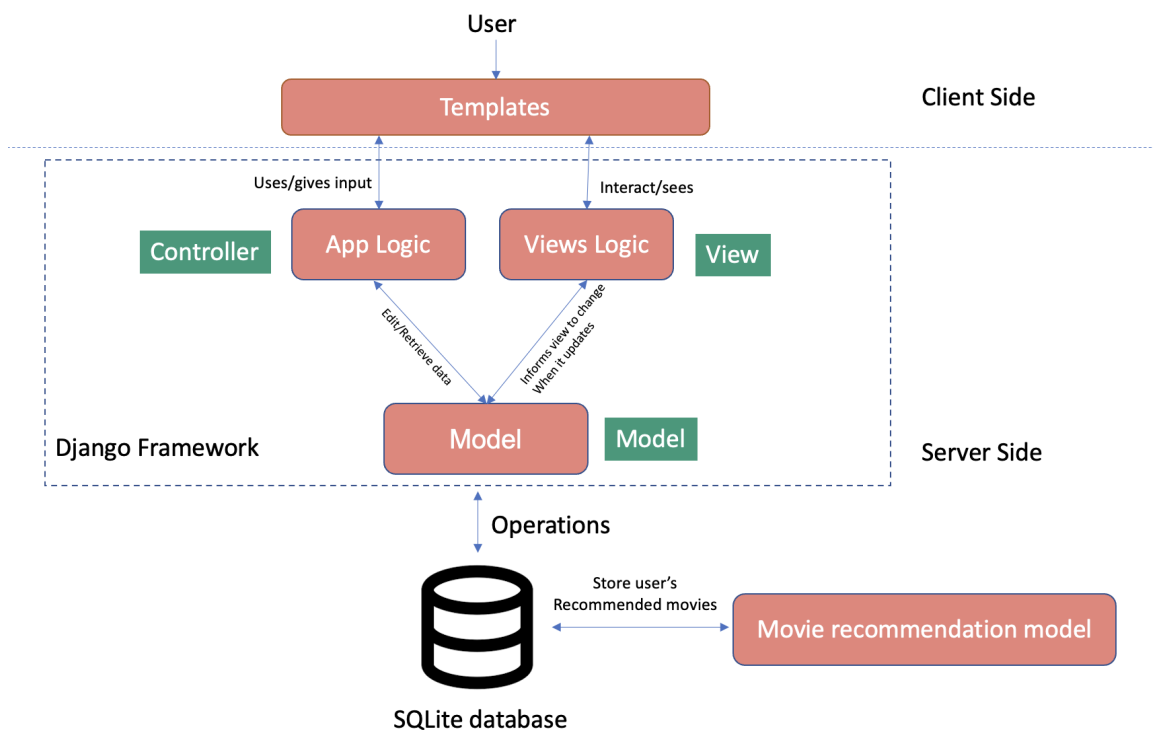 User
Templates
Client Side
Uses/gives input
Interact/sees
Controller
App Logic
Views Logic
View
Edit/Retrieve data
Informs view to change
When it updates
Django Framework
Model
Model
Server Side
Operations
Store user’s
Recommended movies
Movie recommendation model
SQLite database